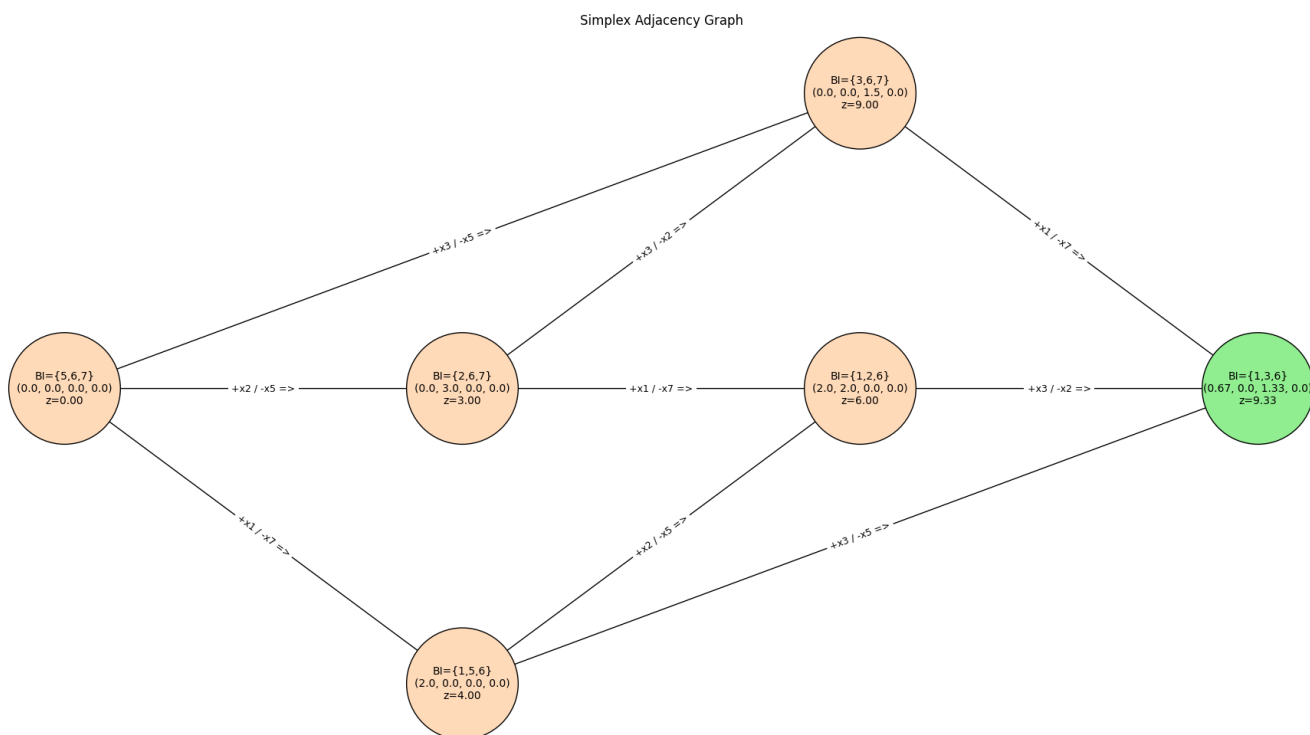 Simplex Adjacency Graph
BI={3,6,7}
(0.0, 0.0, 1.5, 0.0)
z=9.00
+x3 / -x5 =>
+x3 / -x2 =>
+x1 / -x7 =>
BI={5,6,7}
(0.0, 0.0, 0.0, 0.0)
z=0.00
+x2 / -x5 =>
BI={2,6,7}
(0.0, 3.0, 0.0, 0.0)
z=3.00
+x1 / -x7 =>
BI={1,2,6}
(2.0, 2.0, 0.0, 0.0)
z=6.00
+x3 / -x2 =>
BI={1,3,6}
(0.67, 0.0, 1.33, 0.0)
z=9.33
+x1 / -x7 =>
+x2 / -x5 =>
+x3 / -x5 =>
BI={1,5,6}
(2.0, 0.0, 0.0, 0.0)
z=4.00